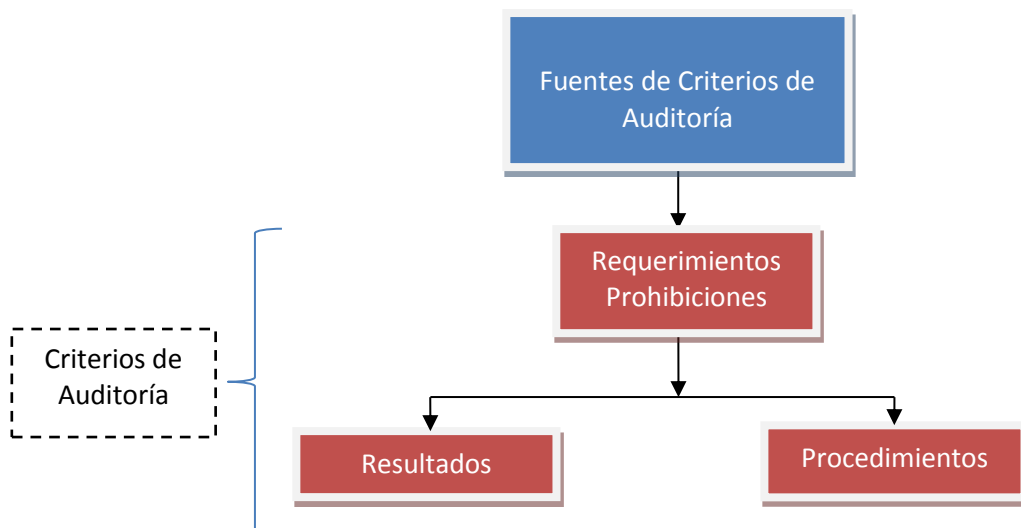 Fuentes de Criterios de
Auditoría
Requerimientos
Prohibiciones
Criterios de
Auditoría
Resultados
Procedimientos